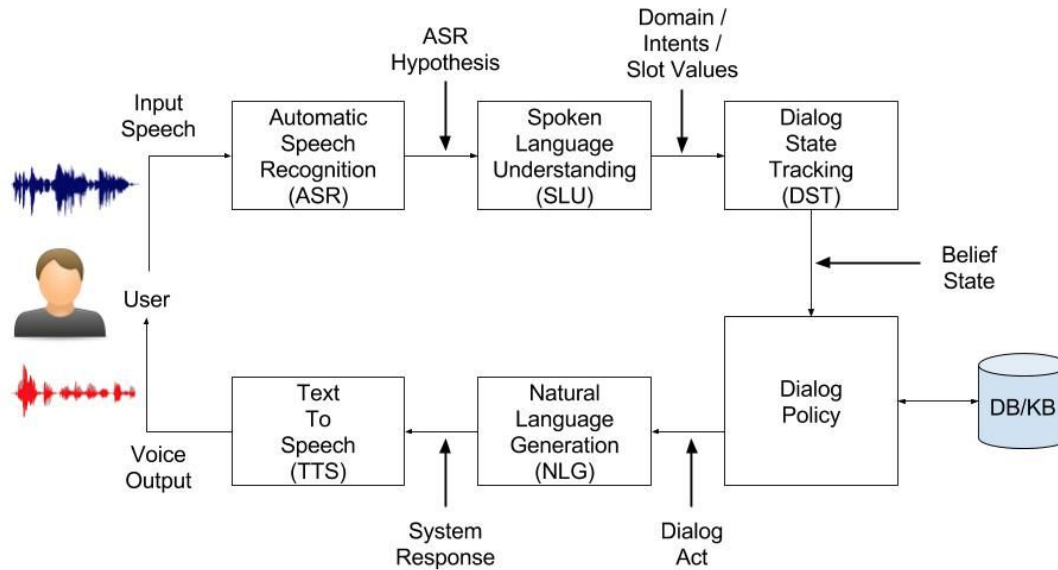 ASR
Hypothesis
Domain /
Intents /
Slot Values
Input
Speech
Automatic
Speech
Recognition
(ASR)
Spoken
Language
Understanding
(SLU)
Dialog
State
Tracking
(DST)
Belief
State
User
Text
To
Speech
(TTS)
Natural
Language
Generation
(NLG)
Dialog
Policy
DB/KB
Voice
Output
System
Response
Dialog
Act